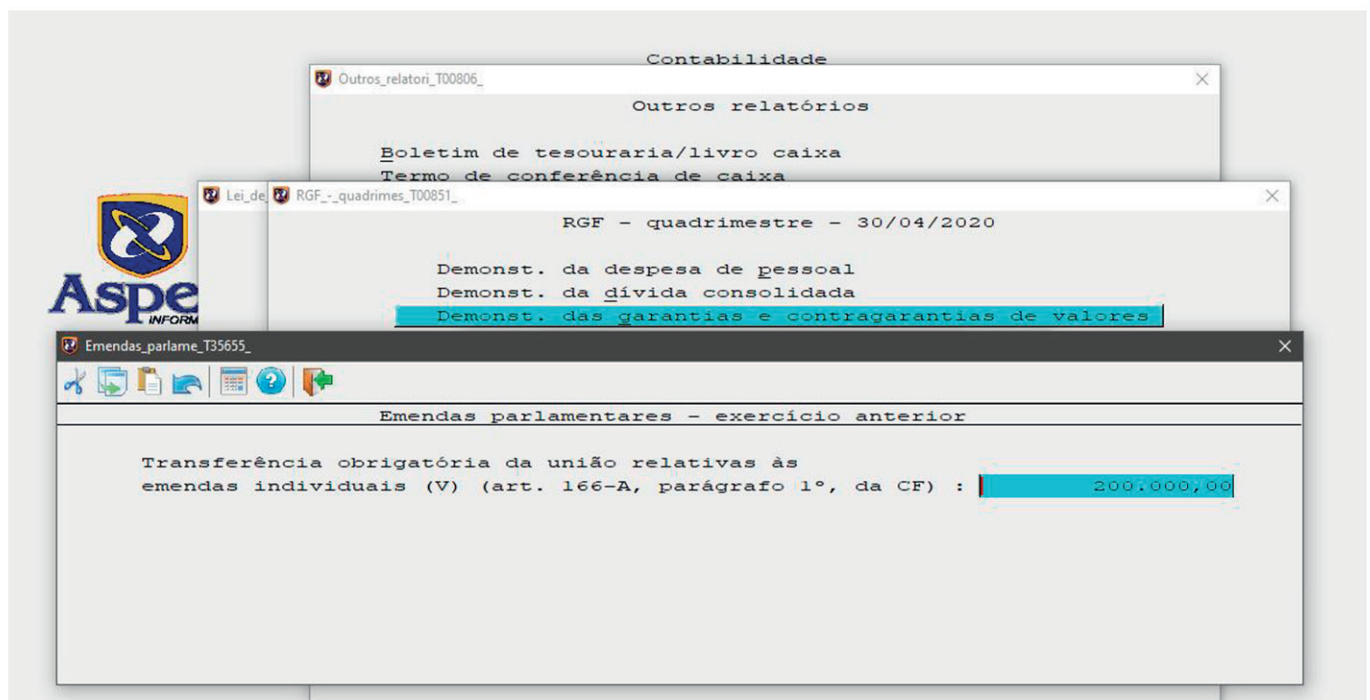 Contabilidade
Outros_relatori_T00806_
Outros relatórios
Boletim de tesouraria/livro caixa
Termo de conferência de caixa
Lei_de_
RGF_-_quadrimes_T00851_
RGF - quadrimestre - 30/04/2020
Demonst. da despesa de pessoal
Demonst. da dívida consolidada
Demonst. das garantias e contragarantias de valores
Aspe
INFORM
Emendas_parlame_T35655_
Emendas parlamentares - exercício anterior
Transferência obrigatória da união relativas às
emendas individuais (V) (art. 166-A, parágrafo 1º, da CF) : 200.000,00